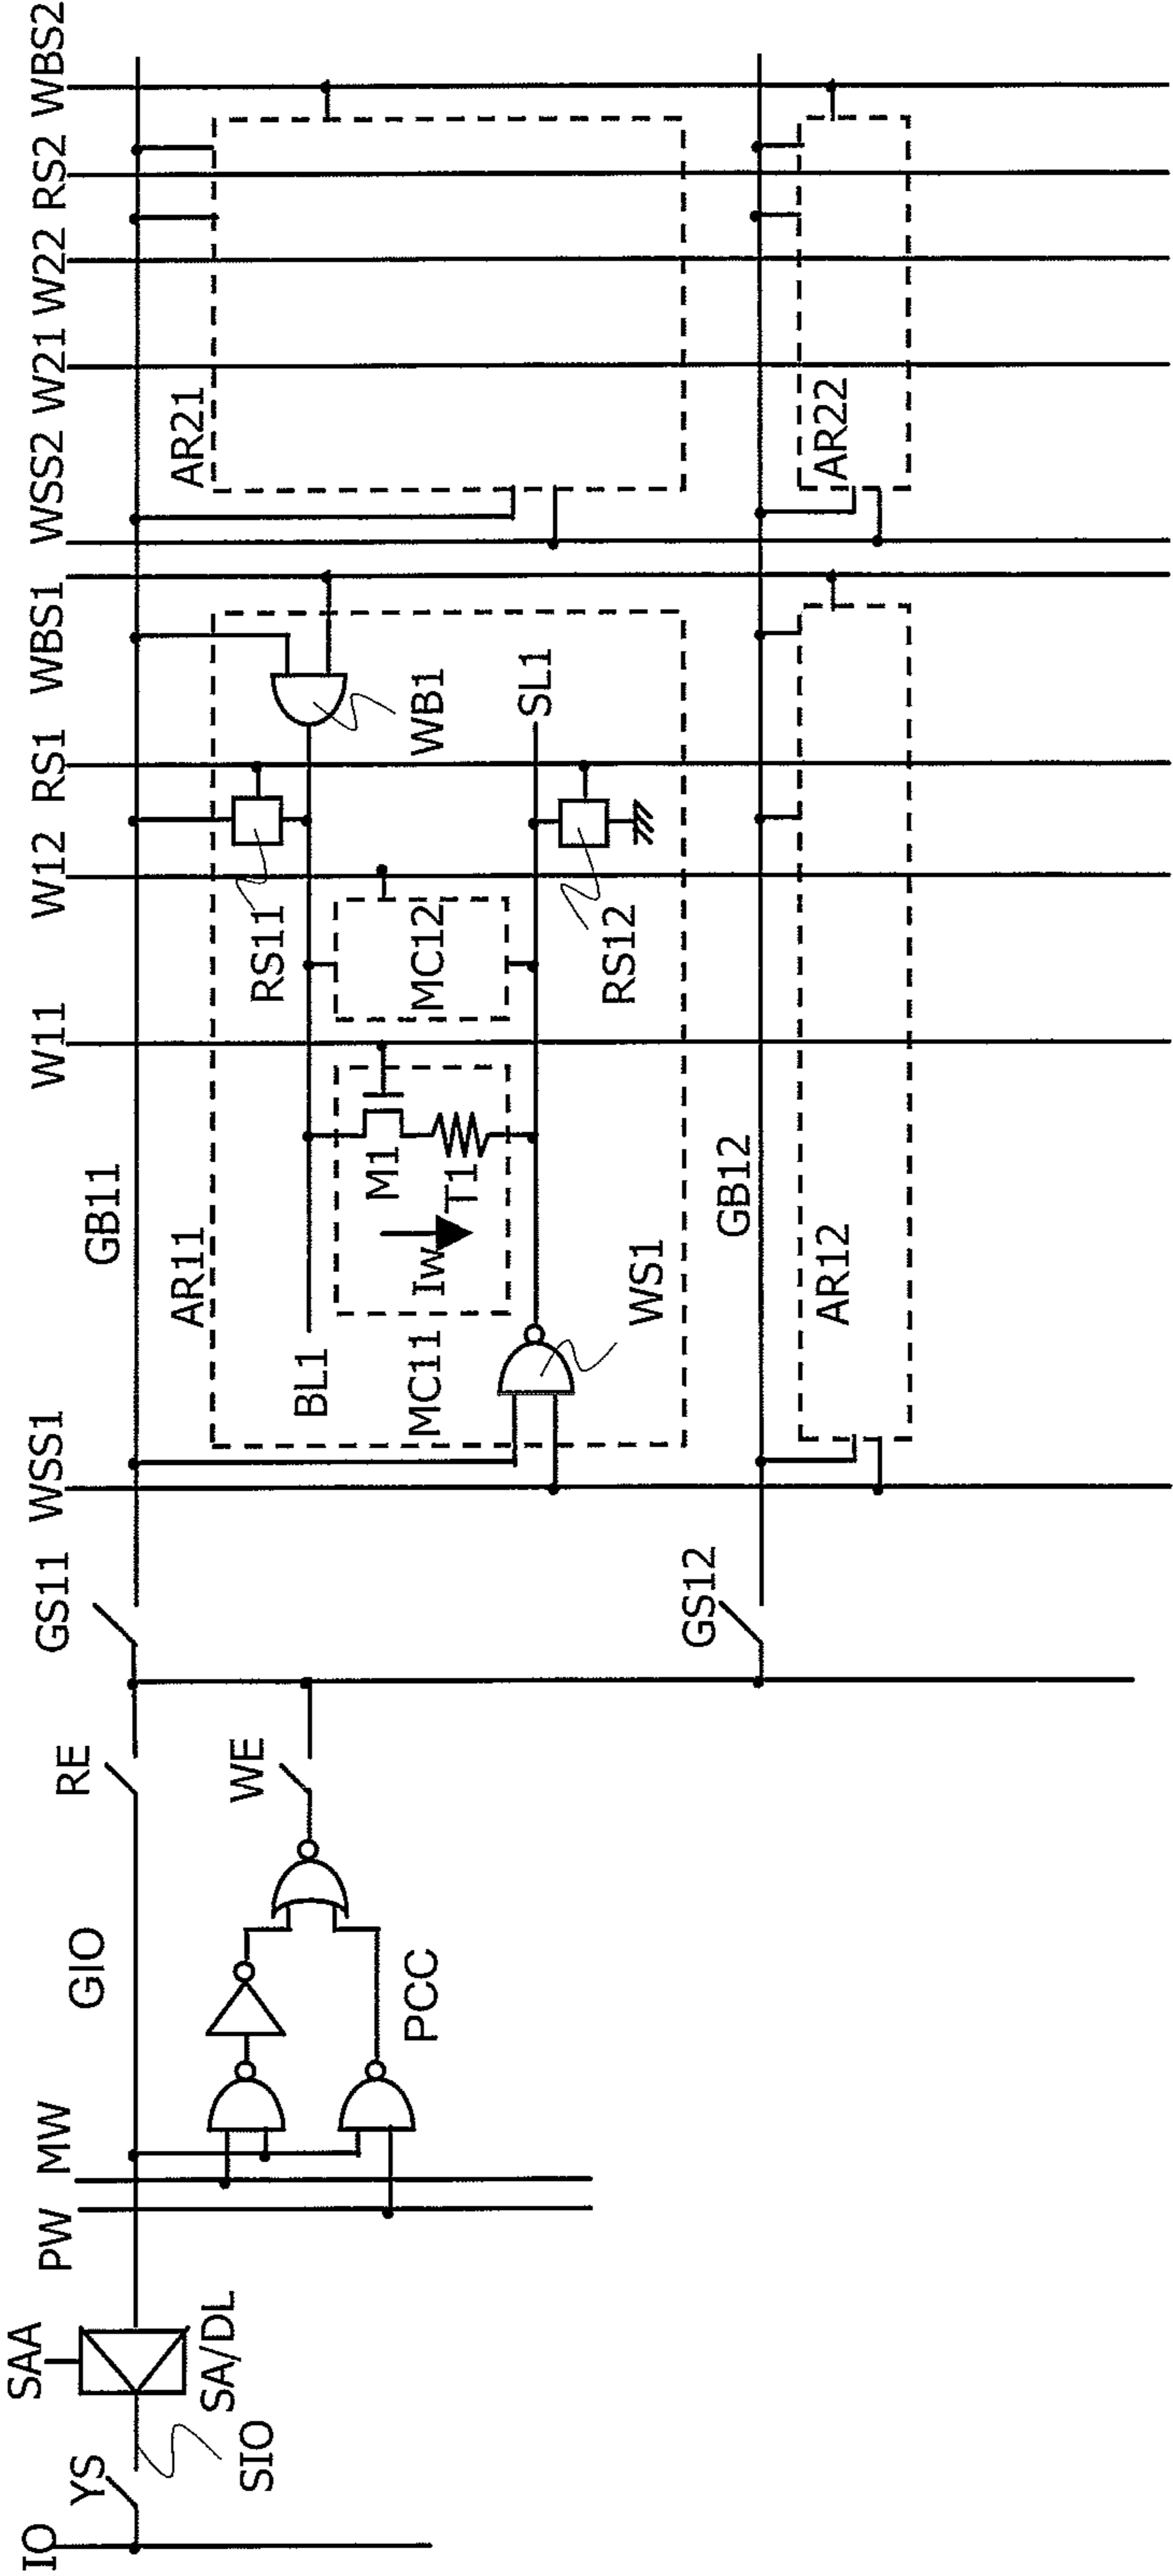 IO
YS
SIO
SAA
SA/DL
PW
MW
GIO
PCC
RE
WE
GS11
GS12
WSS1
W11
W12
RS1
WBS1
WSS2
W21
W22
RS2
WBS2
GB11
AR11
BL1
MC11
Iw
M1
T1
MC12
RS11
RS12
WB1
SL1
WS1
AR21
GB12
AR12
AR22